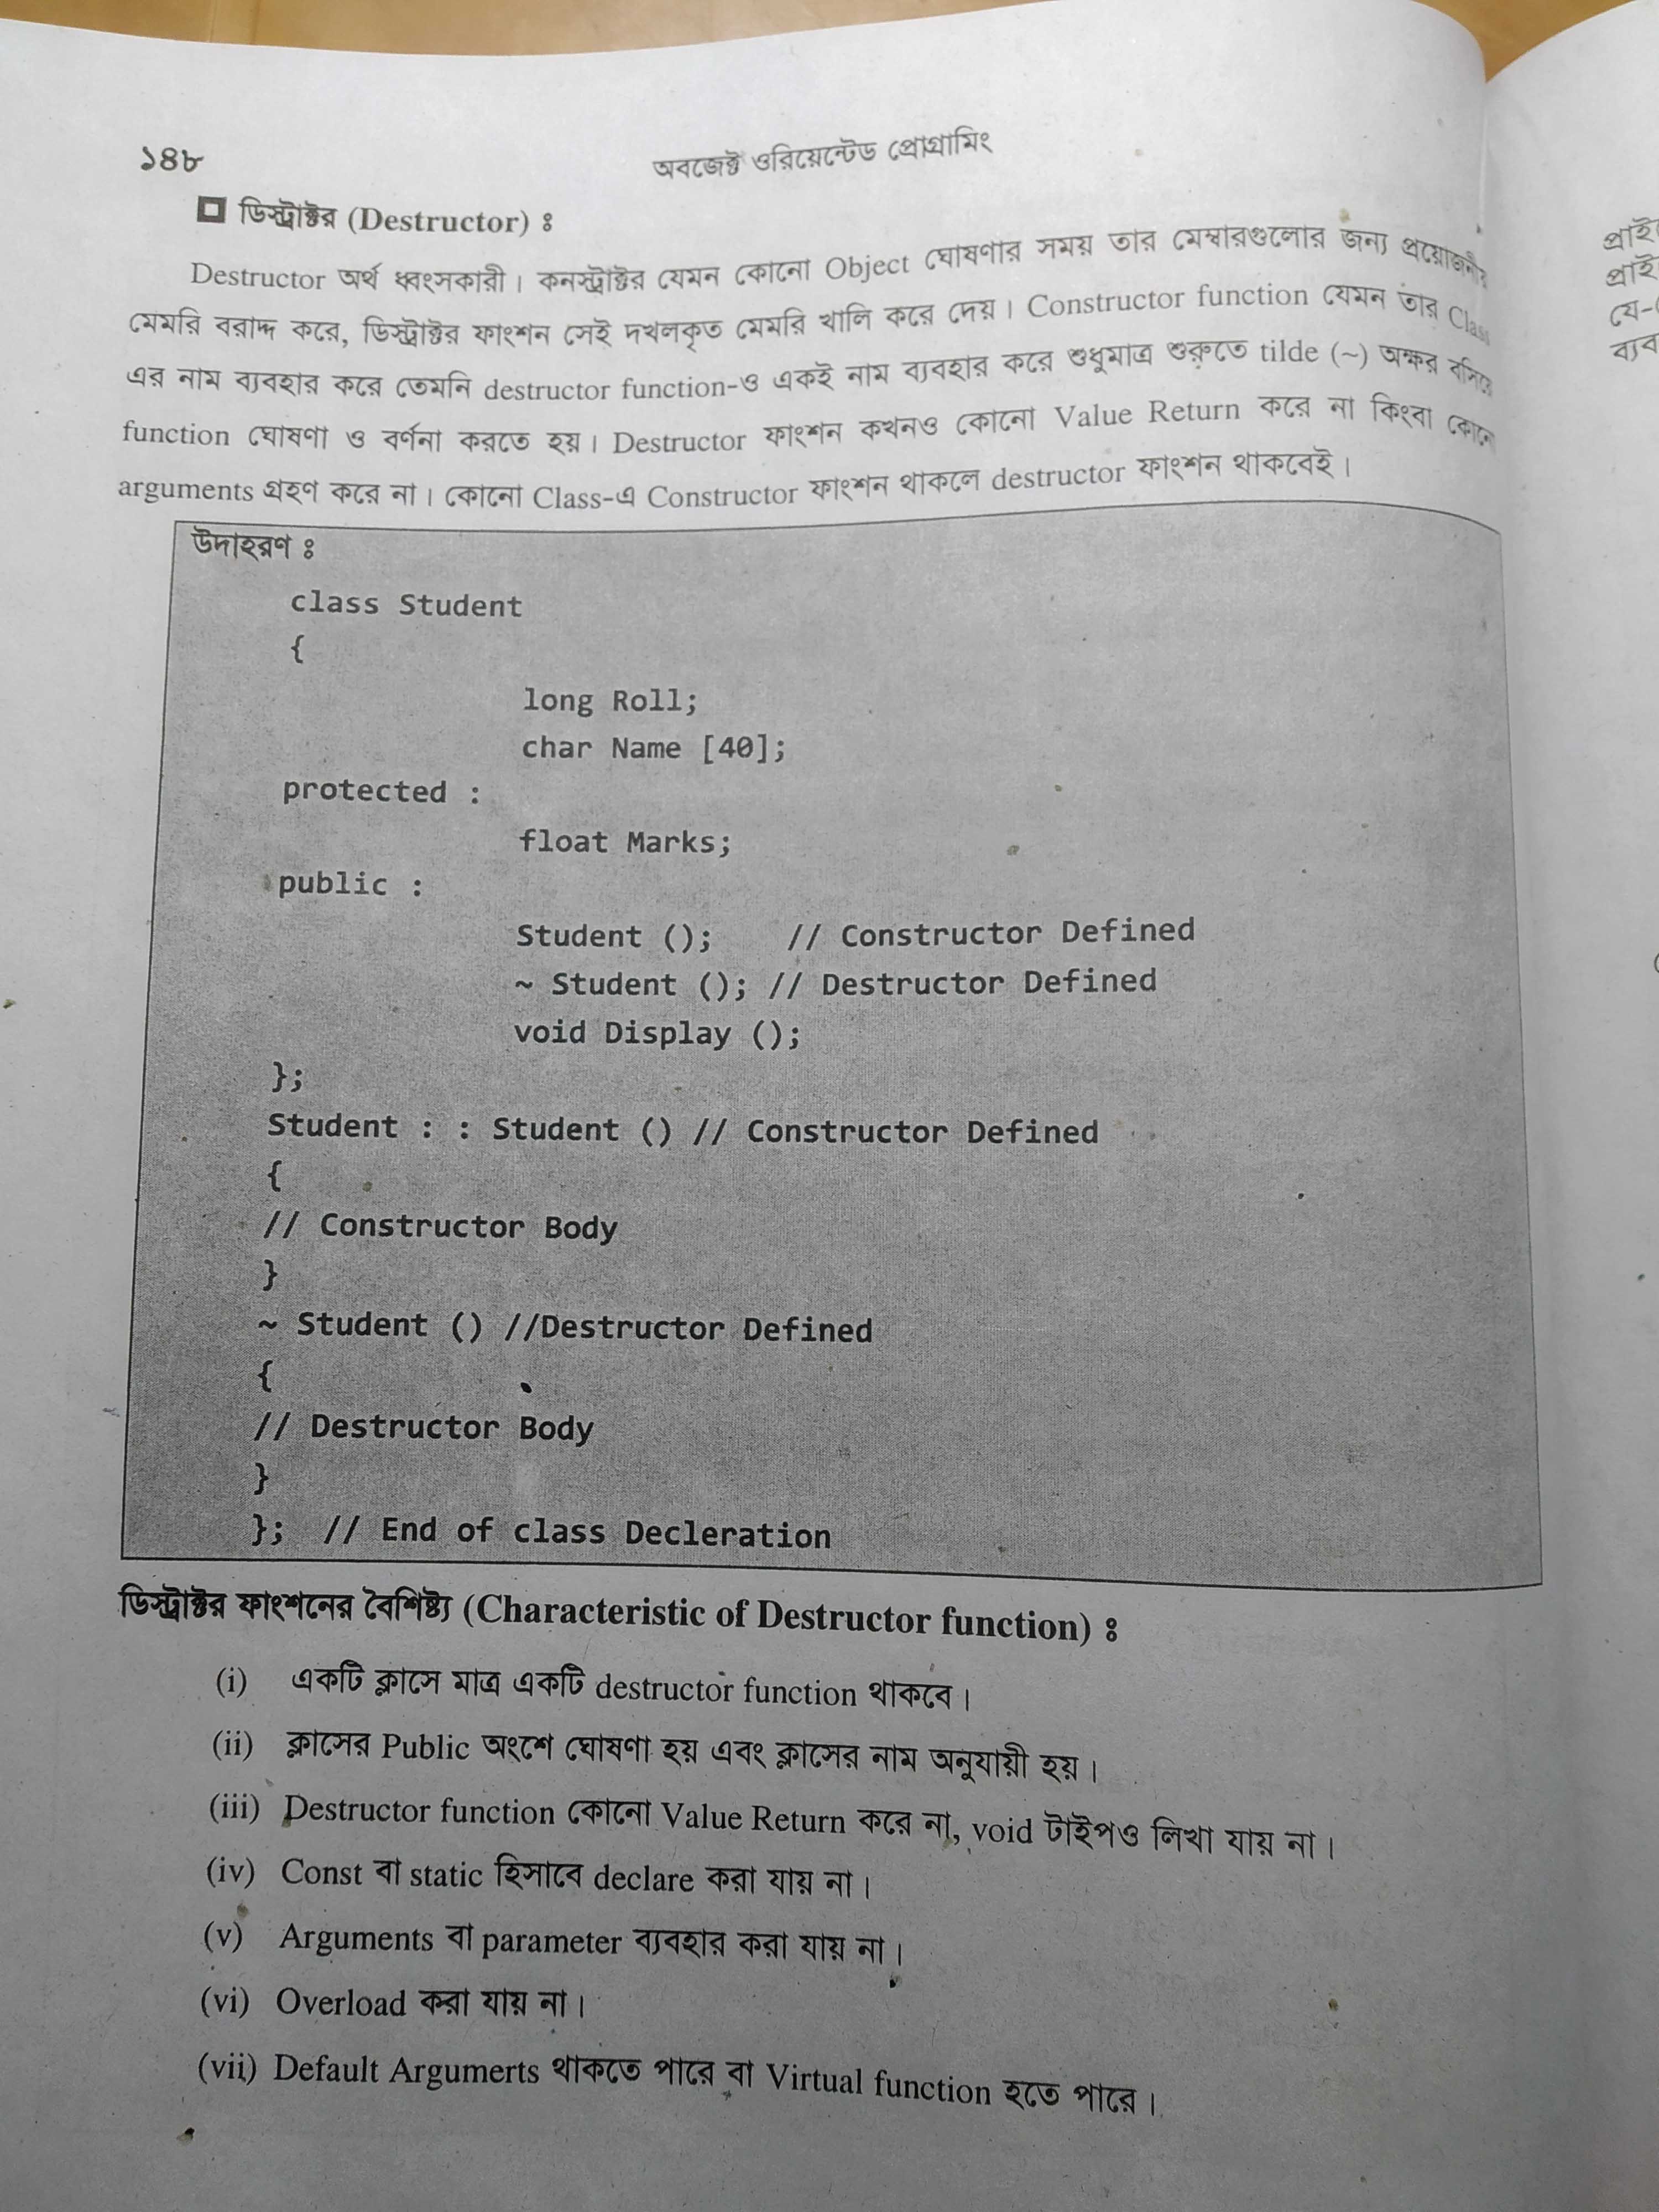 ১৪৮
অবজেক্ট ওরিয়েন্টেড প্রোগ্রামিং
ডিস্ট্রাক্টর (Destructor) ঃ
Destructor অর্থ ধ্বংসকারী। কনস্ট্রাক্টর যেমন কোনো Object ঘোষণার সময় তার মেম্বারগুলোর জন্য প্রয়োজনীয়
মেমরি বরাদ্দ করে, ডিস্ট্রাক্টর ফাংশন সেই দখলকৃত মেমরি খালি করে দেয়। Constructor function যেমন তার Class
এর নাম ব্যবহার করে তেমনি destructor function-ও একই নাম ব্যবহার করে শুধুমাত্র শুরুতে tilde (~) অক্ষর বসিয়ে
function ঘোষণা ও বর্ণনা করতে হয়। Destructor ফাংশন কখনও কোনো Value Return করে না কিংবা কোনো
arguments গ্রহণ করে না। কোনো Class-এ Constructor ফাংশন থাকলে destructor ফাংশন থাকবেই।
উদাহরণ ঃ
class Student
{
long Roll;
char Name [40];
protected :
float Marks;
public :
Student (); // Constructor Defined
~ Student (); // Destructor Defined
void Display ();
};
Student : : Student () // Constructor Defined
{
// Constructor Body
}
~ Student () //Destructor Defined
{
// Destructor Body
}
}; // End of class Decleration
ডিস্ট্রাক্টর ফাংশনের বৈশিষ্ট্য (Characteristic of Destructor function) ঃ
(i) একটি ক্লাসে মাত্র একটি destructor function থাকবে।
(ii) ক্লাসের Public অংশে ঘোষণা হয় এবং ক্লাসের নাম অনুযায়ী হয়।
(iii) Destructor function কোনো Value Return করে না, void টাইপও লিখা যায় না।
(iv) Const বা static হিসাবে declare করা যায় না।
(v) Arguments বা parameter ব্যবহার করা যায় না।
(vi) Overload করা যায় না।
(vii) Default Argumerts থাকতে পারে বা Virtual function হতে পারে।